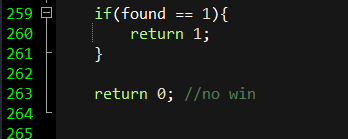 259 if(found == 1){
260 return 1;
261 }
262
263 return 0; //no win
264
265